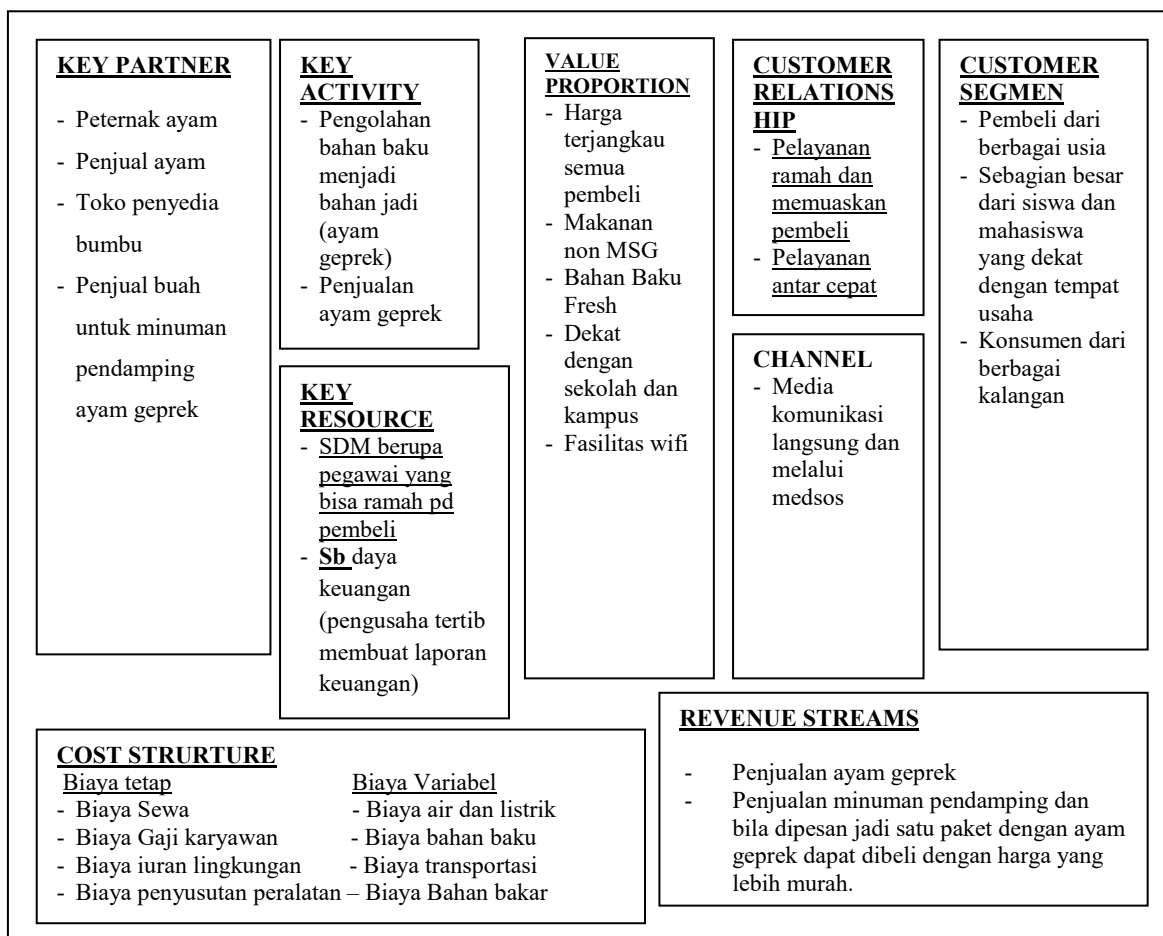 KEY PARTNER
- Peternak ayam
- Penjual ayam
- Toko penyedia
bumbu
- Penjual buah
untuk minuman
pendamping
ayam geprek
KEY
ACTIVITY
- Pengolahan
bahan baku
menjadi
bahan jadi
(ayam
geprek)
- Penjualan
ayam geprek
KEY
RESOURCE
- SDM berupa
pegawai yang
bisa ramah pd
pembeli
- Sb daya
keuangan
(pengusaha tertib
membuat laporan
keuangan)
VALUE
PROPORTION
- Harga
terjangkau
semua
pembeli
- Makanan
non MSG
- Bahan Baku
Fresh
- Dekat
dengan
sekolah dan
kampus
- Fasilitas wifi
CUSTOMER
RELATIONS
HIP
- Pelayanan
ramah dan
memuaskan
pembeli
- Pelayanan
antar cepat
CHANNEL
- Media
komunikasi
langsung dan
melalui
medsos
CUSTOMER
SEGMEN
- Pembeli dari
berbagai usia
- Sebagian besar
dari siswa dan
mahasiswa
yang dekat
dengan tempat
usaha
- Konsumen dari
berbagai
kalangan
COST STRURTURE
Biaya tetap Biaya Variabel
- Biaya Sewa - Biaya air dan listrik
- Biaya Gaji karyawan - Biaya bahan baku
- Biaya iuran lingkungan - Biaya transportasi
- Biaya penyusutan peralatan – Biaya Bahan bakar
REVENUE STREAMS
- Penjualan ayam geprek
- Penjualan minuman pendamping dan
bila dipesan jadi satu paket dengan ayam
geprek dapat dibeli dengan harga yang
lebih murah.